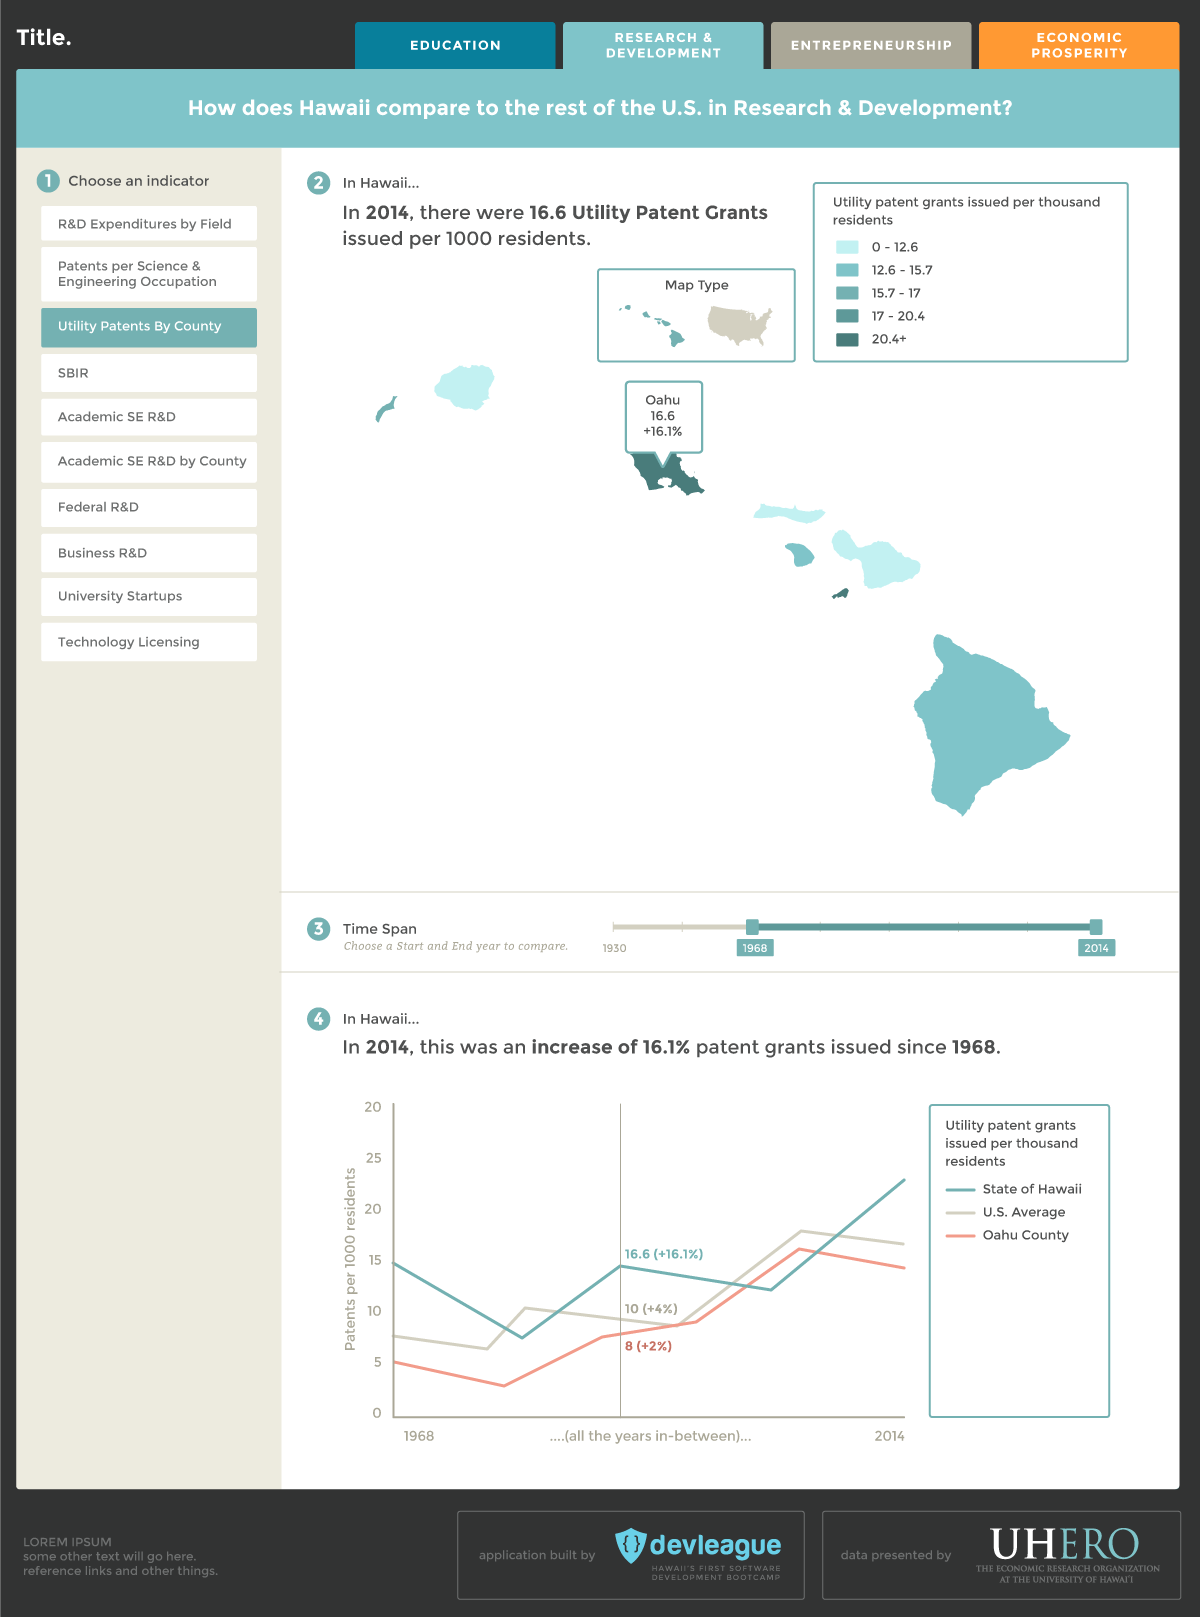 Title.
EDUCATION
RESEARCH &
DEVELOPMENT
ENTREPRENEURSHIP
ECONOMIC
PROSPERITY
How does Hawaii compare to the rest of the U.S. in Research & Development?
1 Choose an indicator
R&D Expenditures by Field
Patents per Science &
Engineering Occupation
Utility Patents By County
SBIR
Academic SE R&D
Academic SE R&D by County
Federal R&D
Business R&D
University Startups
Technology Licensing
2 In Hawaii...
In 2014, there were 16.6 Utility Patent Grants
issued per 1000 residents.
Utility patent grants issued per thousand
residents
0 - 12.6
12.6 - 15.7
15.7 - 17
17 - 20.4
20.4+
Map Type
Oahu
16.6
+16.1%
3 Time Span
Choose a Start and End year to compare.
1930
1968
2014
4 In Hawaii...
In 2014, this was an increase of 16.1% patent grants issued since 1968.
Patents per 1000 residents
20
25
20
15
10
5
0
16.6 (+16.1%)
10 (+4%)
8 (+2%)
1968
....(all the years in-between)...
2014
Utility patent grants
issued per thousand
residents
State of Hawaii
U.S. Average
Oahu County
LOREM IPSUM
some other text will go here.
reference links and other things.
application built by
{ } devleague
HAWAII'S FIRST SOFTWARE
DEVELOPMENT BOOTCAMP
data presented by
UHERO
THE ECONOMIC RESEARCH ORGANIZATION
AT THE UNIVERSITY OF HAWAI'I